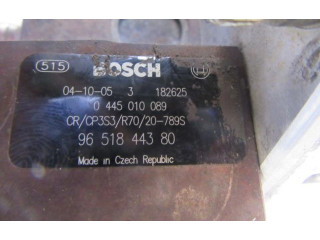 515 BOSCH
04-10-05 3 182625
0 445 010 089
CR/CP3S3/R70/20-789S
96 518 443 80
Made in Czech Republic